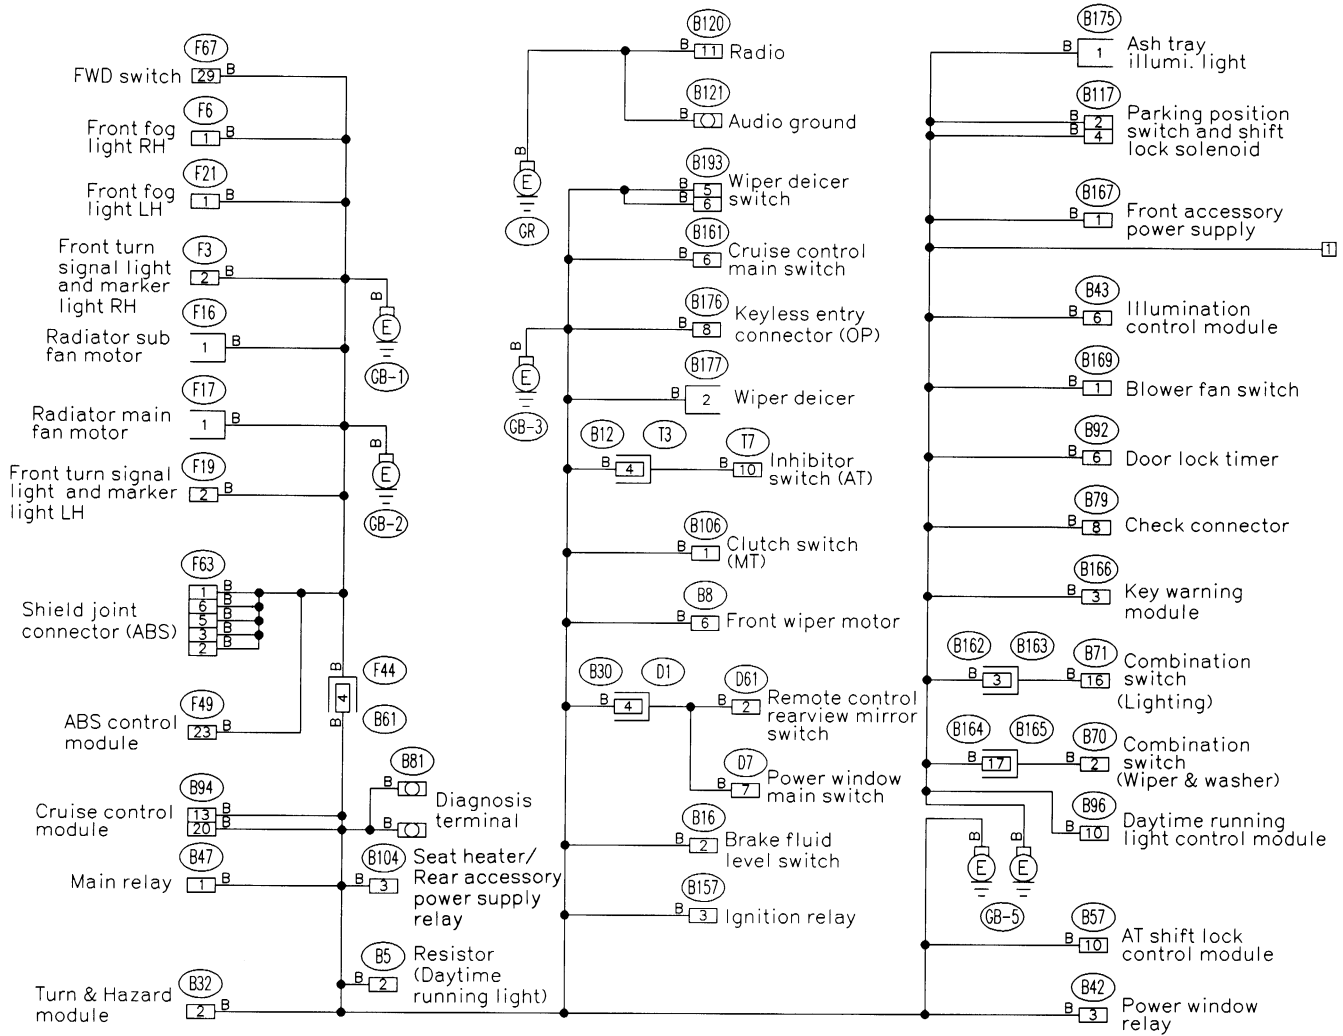 F67
FWD switch 29 B
F6
Front fog
light RH
1 B
F21
Front fog
light LH
1 B
F3
Front turn
signal light
and marker
light RH
2 B
B
E
GB-1
F16
Radiator sub
fan motor
1 B
F17
Radiator main
fan motor
1 B
B
E
GB-2
F19
Front turn signal
light and marker
light LH
2 B
F63
Shield joint
connector (ABS)
1 B
6 B
5 B
3 B
2 B
B
F44
4
B61
B
F49
ABS control
module
23 B
B81
B
B
Diagnosis
terminal
B94
Cruise control
module
13 B
20 B
B47
Main relay 1 B
B104
B 3
Seat heater/
Rear accessory
power supply
relay
B5
B 2
Resistor
(Daytime
running light)
B32
Turn & Hazard
module
2 B
B120
B 11 Radio
B121
B Audio ground
B
E
GR
B193
B 5
B 6
Wiper deicer
switch
B161
B 6
Cruise control
main switch
B176
B 8
Keyless entry
connector (OP)
B
E
GB-3
B177
B 2 Wiper deicer
B12 T3 T7
B 4 B 10
Inhibitor
switch (AT)
B106
B 1
Clutch switch
(MT)
B8
B 6 Front wiper motor
B30 D1 D61
B 4 B 2
Remote control
rearview mirror
switch
D7
B 7
Power window
main switch
B16
B 2
Brake fluid
level switch
B157
B 3 Ignition relay
B175
B 1
Ash tray
illumi. light
B117
B 2
B 4
Parking position
switch and shift
lock solenoid
B167
B 1
Front accessory
power supply
1
B43
B 6
Illumination
control module
B169
B 1 Blower fan switch
B92
B 6 Door lock timer
B79
B 8 Check connector
B166
B 3
Key warning
module
B162 B163 B71
B 3 B 16
Combination
switch
(Lighting)
B164 B165 B70
B 17 B 2
Combination
switch
(Wiper & washer)
B96
B 10
Daytime running
light control module
B B
E E
GB-5
B57
B 10
AT shift lock
control module
B42
B 3
Power window
relay